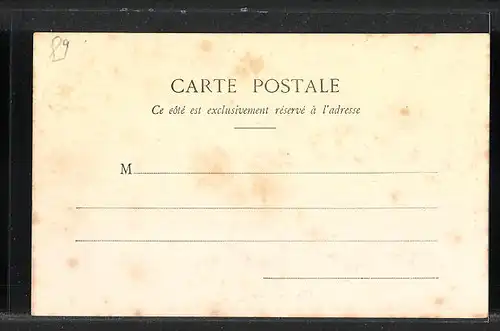 89
CARTE POSTALE
Ce côté est exclusivement réservé à l'adresse
M